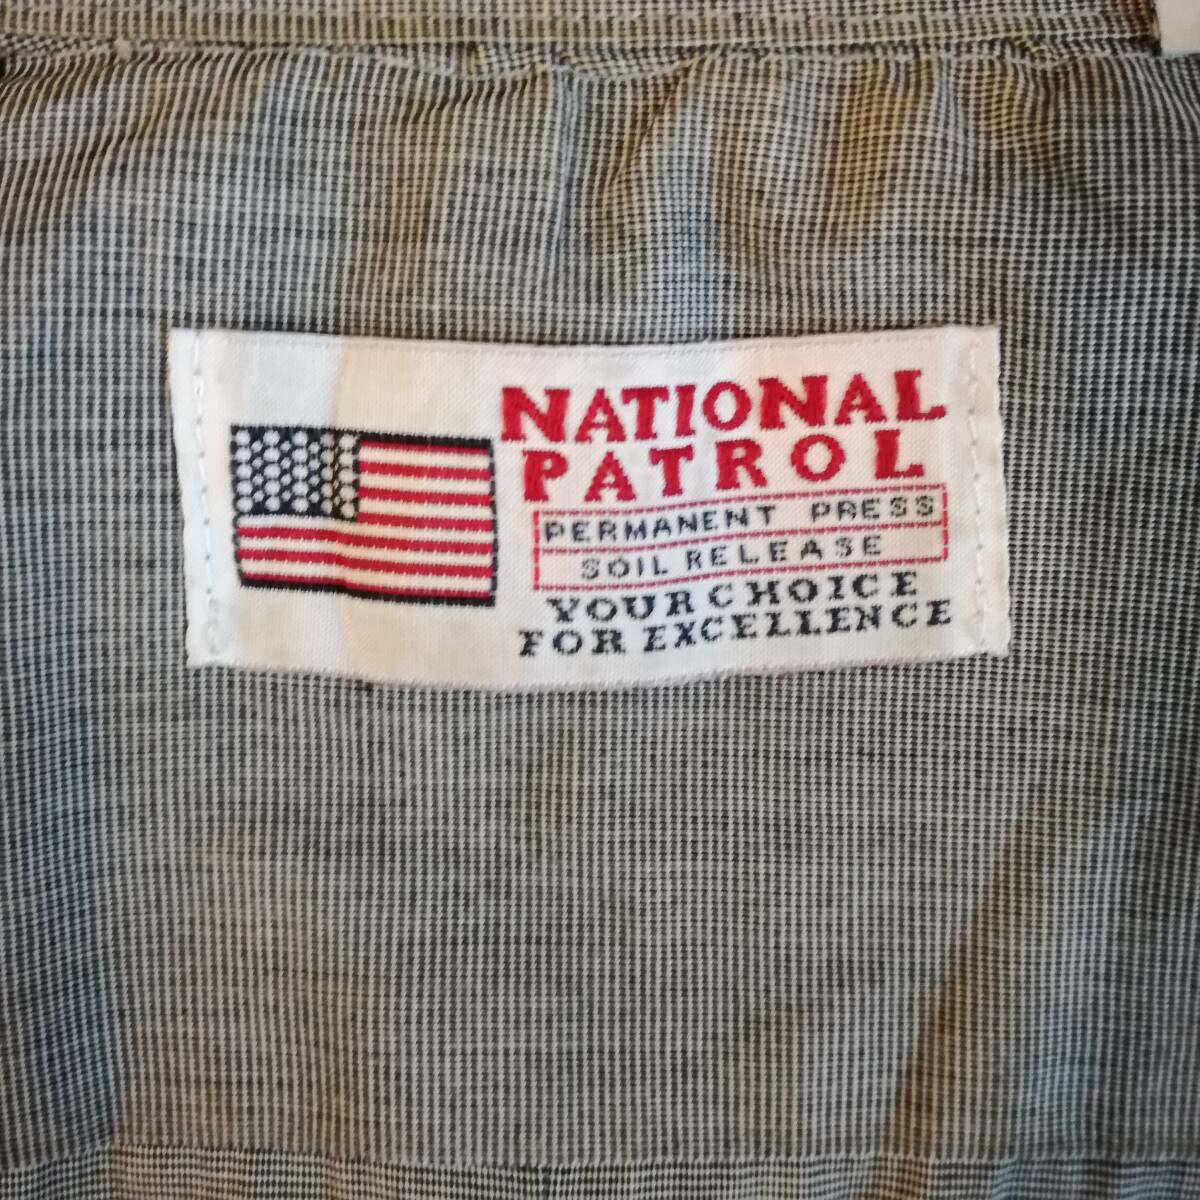 NATIONAL
PATROL
PERMANENT PRESS
SOIL RELEASE
YOUR CHOICE
FOR EXCELLENCE